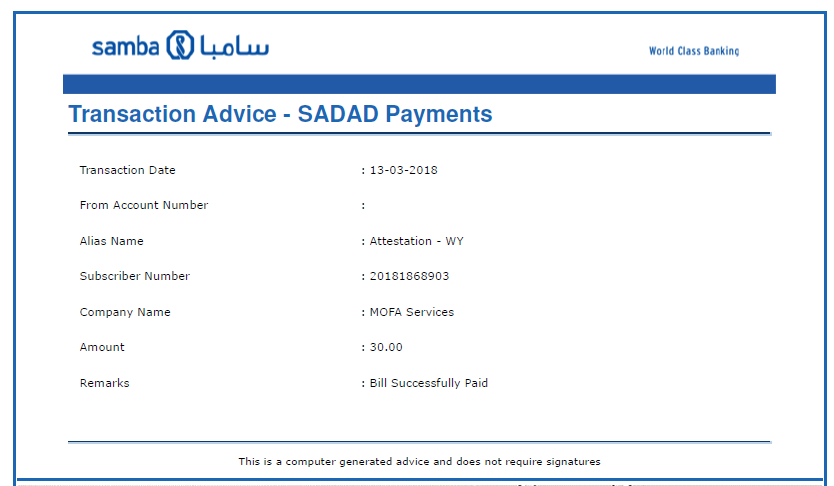 samba سامبا
World Class Banking
Transaction Advice - SADAD Payments
Transaction Date : 13-03-2018
From Account Number :
Alias Name : Attestation - WY
Subscriber Number : 20181868903
Company Name : MOFA Services
Amount : 30.00
Remarks : Bill Successfully Paid
This is a computer generated advice and does not require signatures